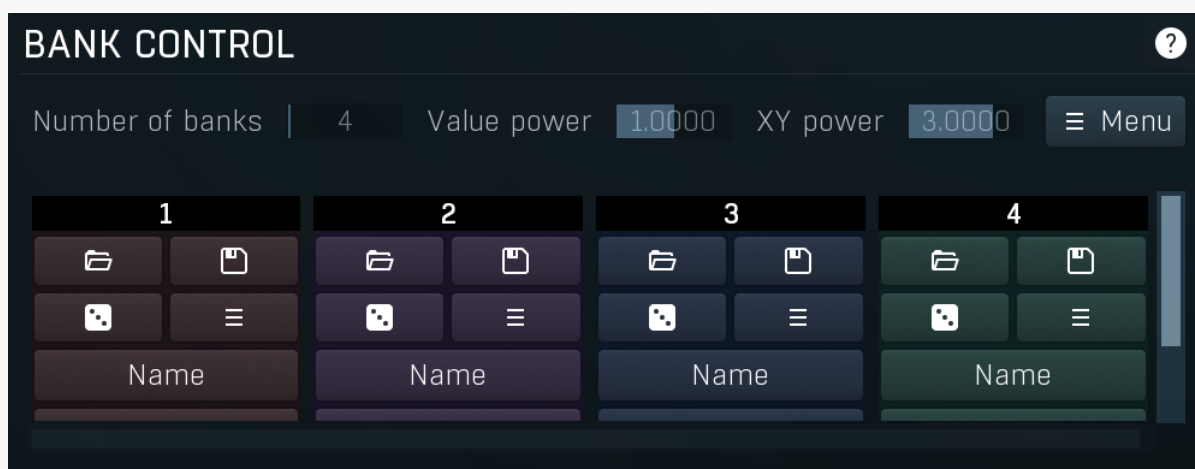 BANK CONTROL ?
Number of banks 4 Value power 1.0000 XY power 3.0000 Menu
1 2 3 4
Name Name Name Name